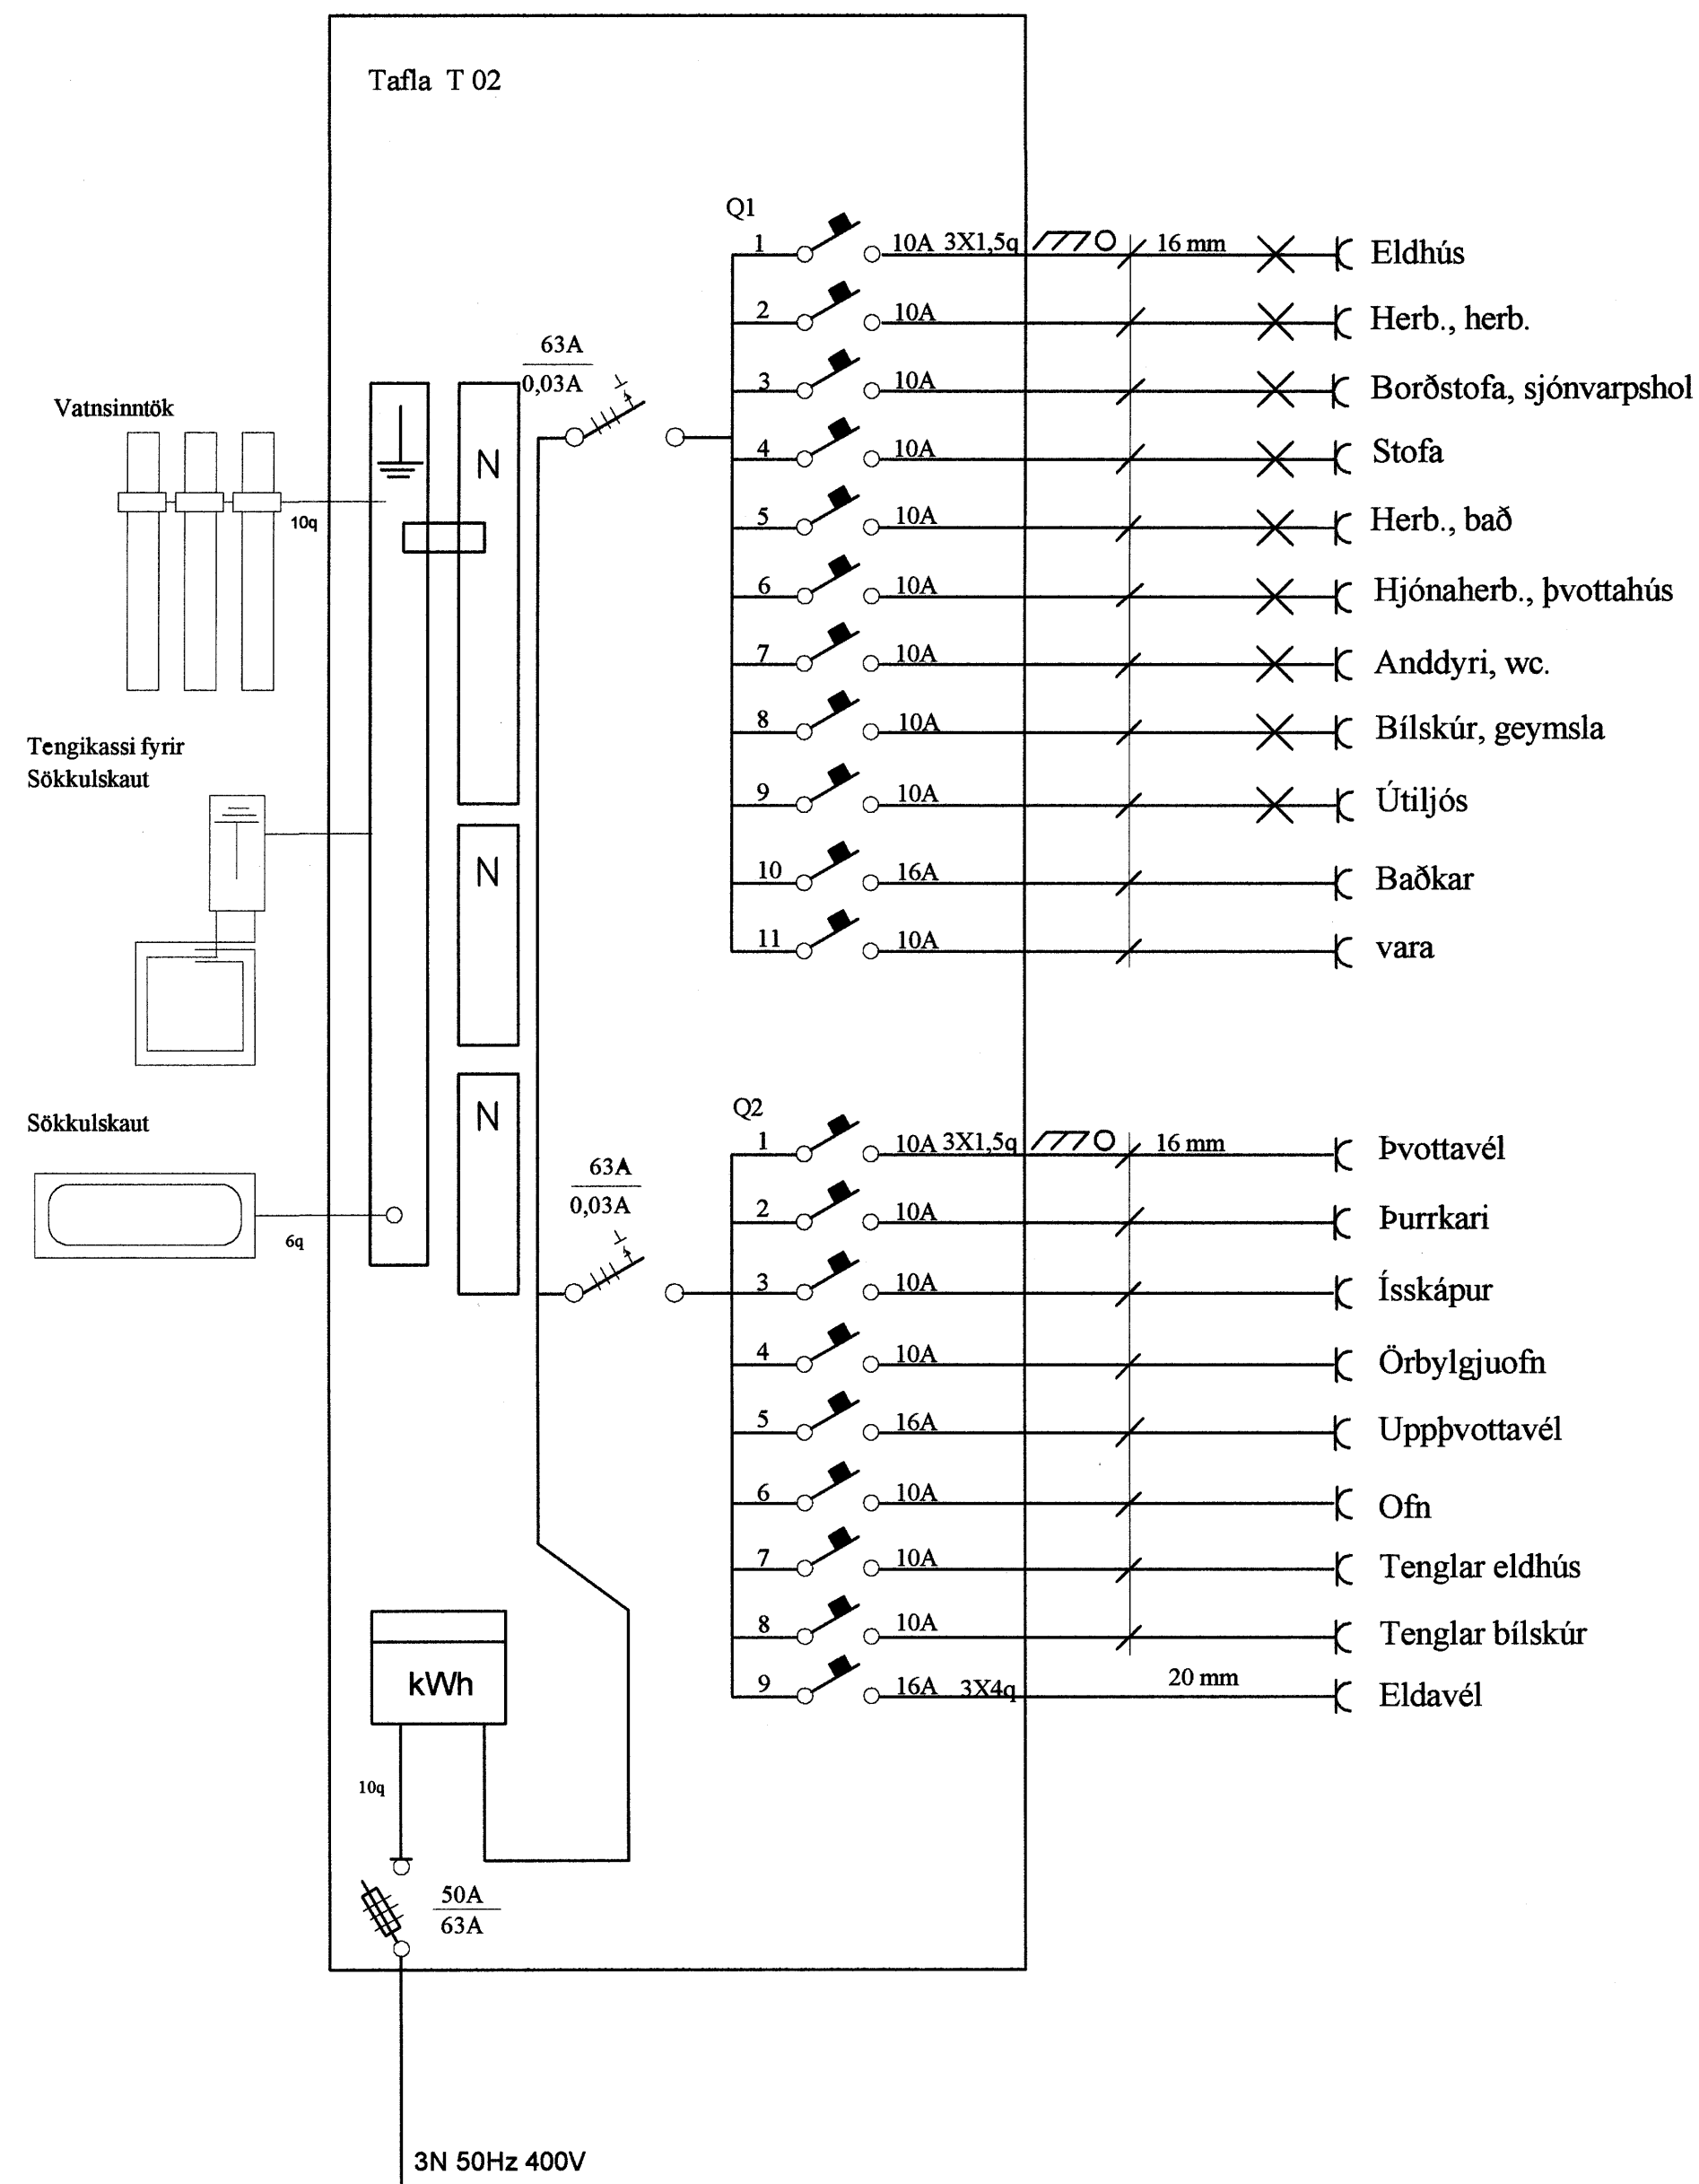 Tafla T 02
Q1
1 10A 3X1,5q 16 mm Eldhús
2 10A Herb., herb.
63A
0,03A
3 10A Borðstofa, sjónvarpshol
Vatnsinntök
4 10A Stofa
N
10q
5 10A Herb., bað
6 10A Hjónaherb., þvottahús
7 10A Anddyri, wc.
8 10A Bílskúr, geymsla
Tengikassi fyrir
Sökkulskaut
9 10A Útiljós
N
10 16A Baðkar
11 10A vara
Q2
N
Sökkulskaut
1 10A 3X1,5q 16 mm Þvottavél
63A
0,03A
2 10A Þurrkari
6q
3 10A Ísskápur
4 10A Örbylgjuofn
5 16A Uppþvottavél
6 10A Ofn
7 10A Tenglar eldhús
8 10A Tenglar bílskúr
kWh
9 16A 3X4q 20 mm Eldavél
10q
50A
63A
3N 50Hz 400V